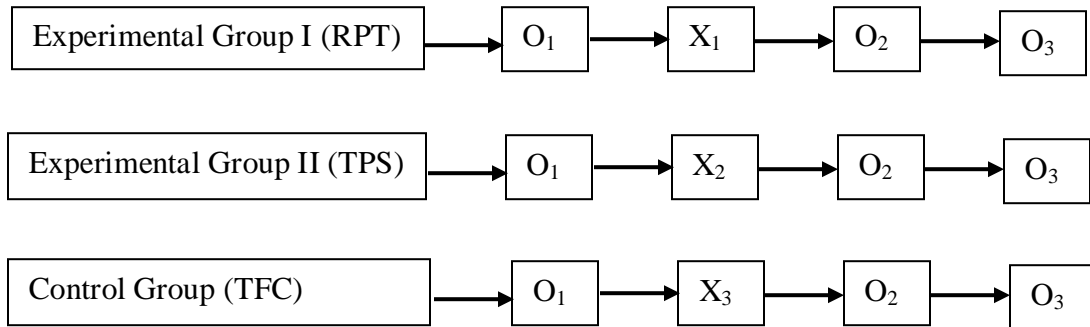 Experimental Group I (RPT) O₁ X₁ O₂ O₃
Experimental Group II (TPS) O₁ X₂ O₂ O₃
Control Group (TFC) O₁ X₃ O₂ O₃